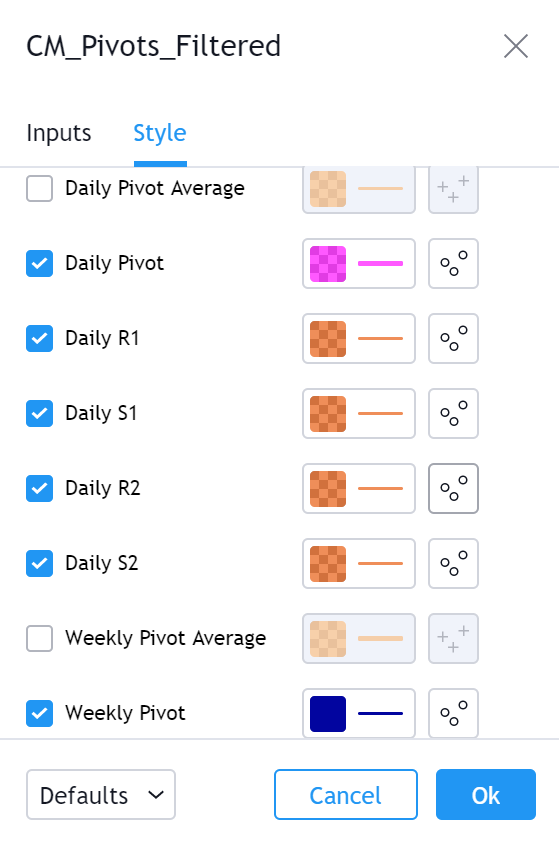 CM_Pivots_Filtered
Inputs Style
Daily Pivot Average
Daily Pivot
Daily R1
Daily S1
Daily R2
Daily S2
Weekly Pivot Average
Weekly Pivot
Defaults Cancel Ok